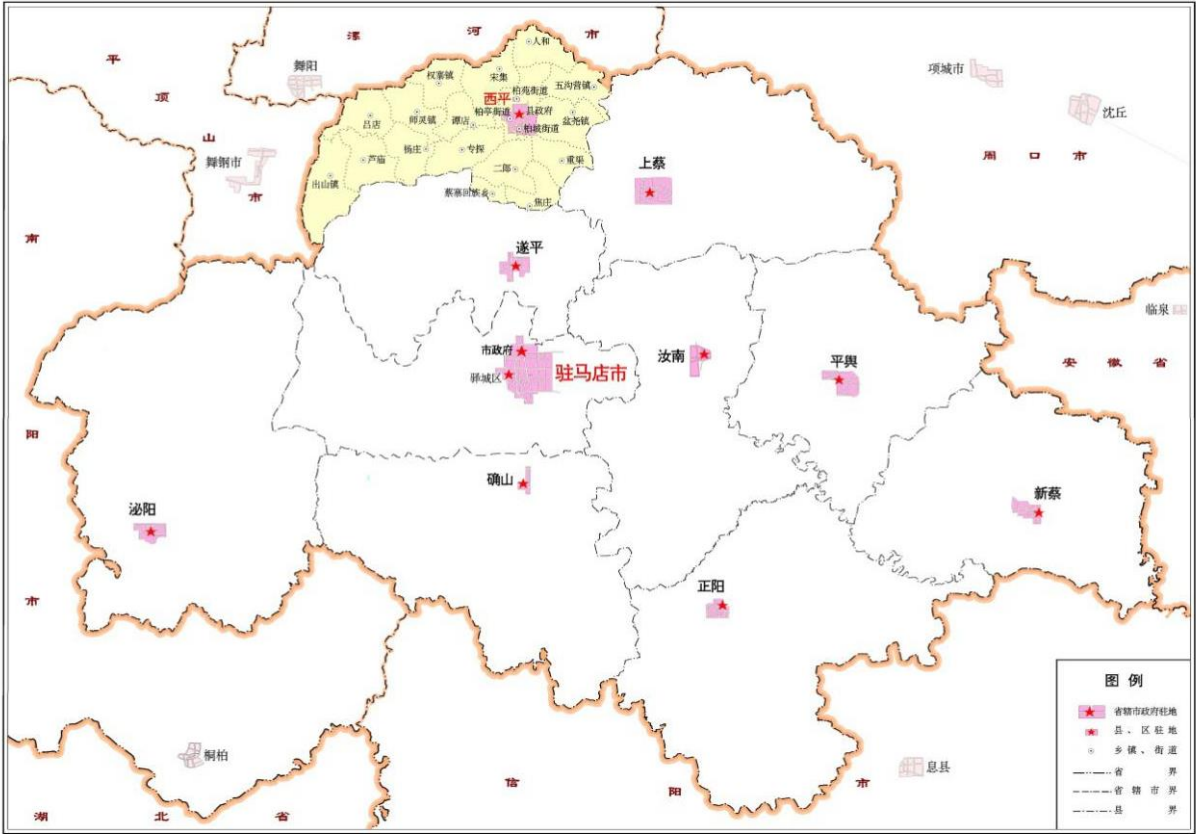 漯河市
平顶山市
周口市
南阳市
安徽省
湖北省
信阳市
舞阳
舞钢市
项城市
沈丘
临泉
桐柏
息县
人和
权寨镇
宋集
五沟营镇
柏苑街道
西平
县政府
柏亭街道
柏城街道
盆尧镇
吕店
师灵镇
谭店
杨庄
专探
芦庙
二郎
重渠
出山镇
蔡寨回族乡
焦庄
上蔡
遂平
市政府
驿城区
驻马店市
汝南
平舆
确山
泌阳
新蔡
正阳
图例
省辖市政府驻地
县、区驻地
乡镇、街道
省界
省辖市界
县界